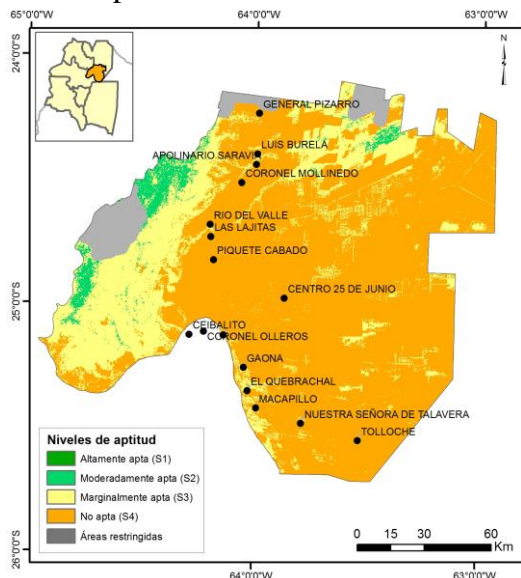 65°0'0"W
64°0'0"W
63°0'0"W
24°0'0"S
N
GENERAL PIZARRO
LUIS BURELA
APOLINARIO SARAVIA
CORONEL MOLLINEDO
RIO DEL VALLE
LAS LAJITAS
PIQUETE CABADO
CENTRO 25 DE JUNIO
25°0'0"S
CEIBALITO
CORONEL OLLEROS
GAONA
EL QUEBRACHAL
MACAPILLO
NUESTRA SEÑORA DE TALAVERA
TOLLOCHE
Niveles de aptitud
Altamente apta (S1)
Moderadamente apta (S2)
Marginalmente apta (S3)
No apta (S4)
Áreas restringidas
0 15 30 60
Km
26°0'0"S
64°0'0"W
63°0'0"W